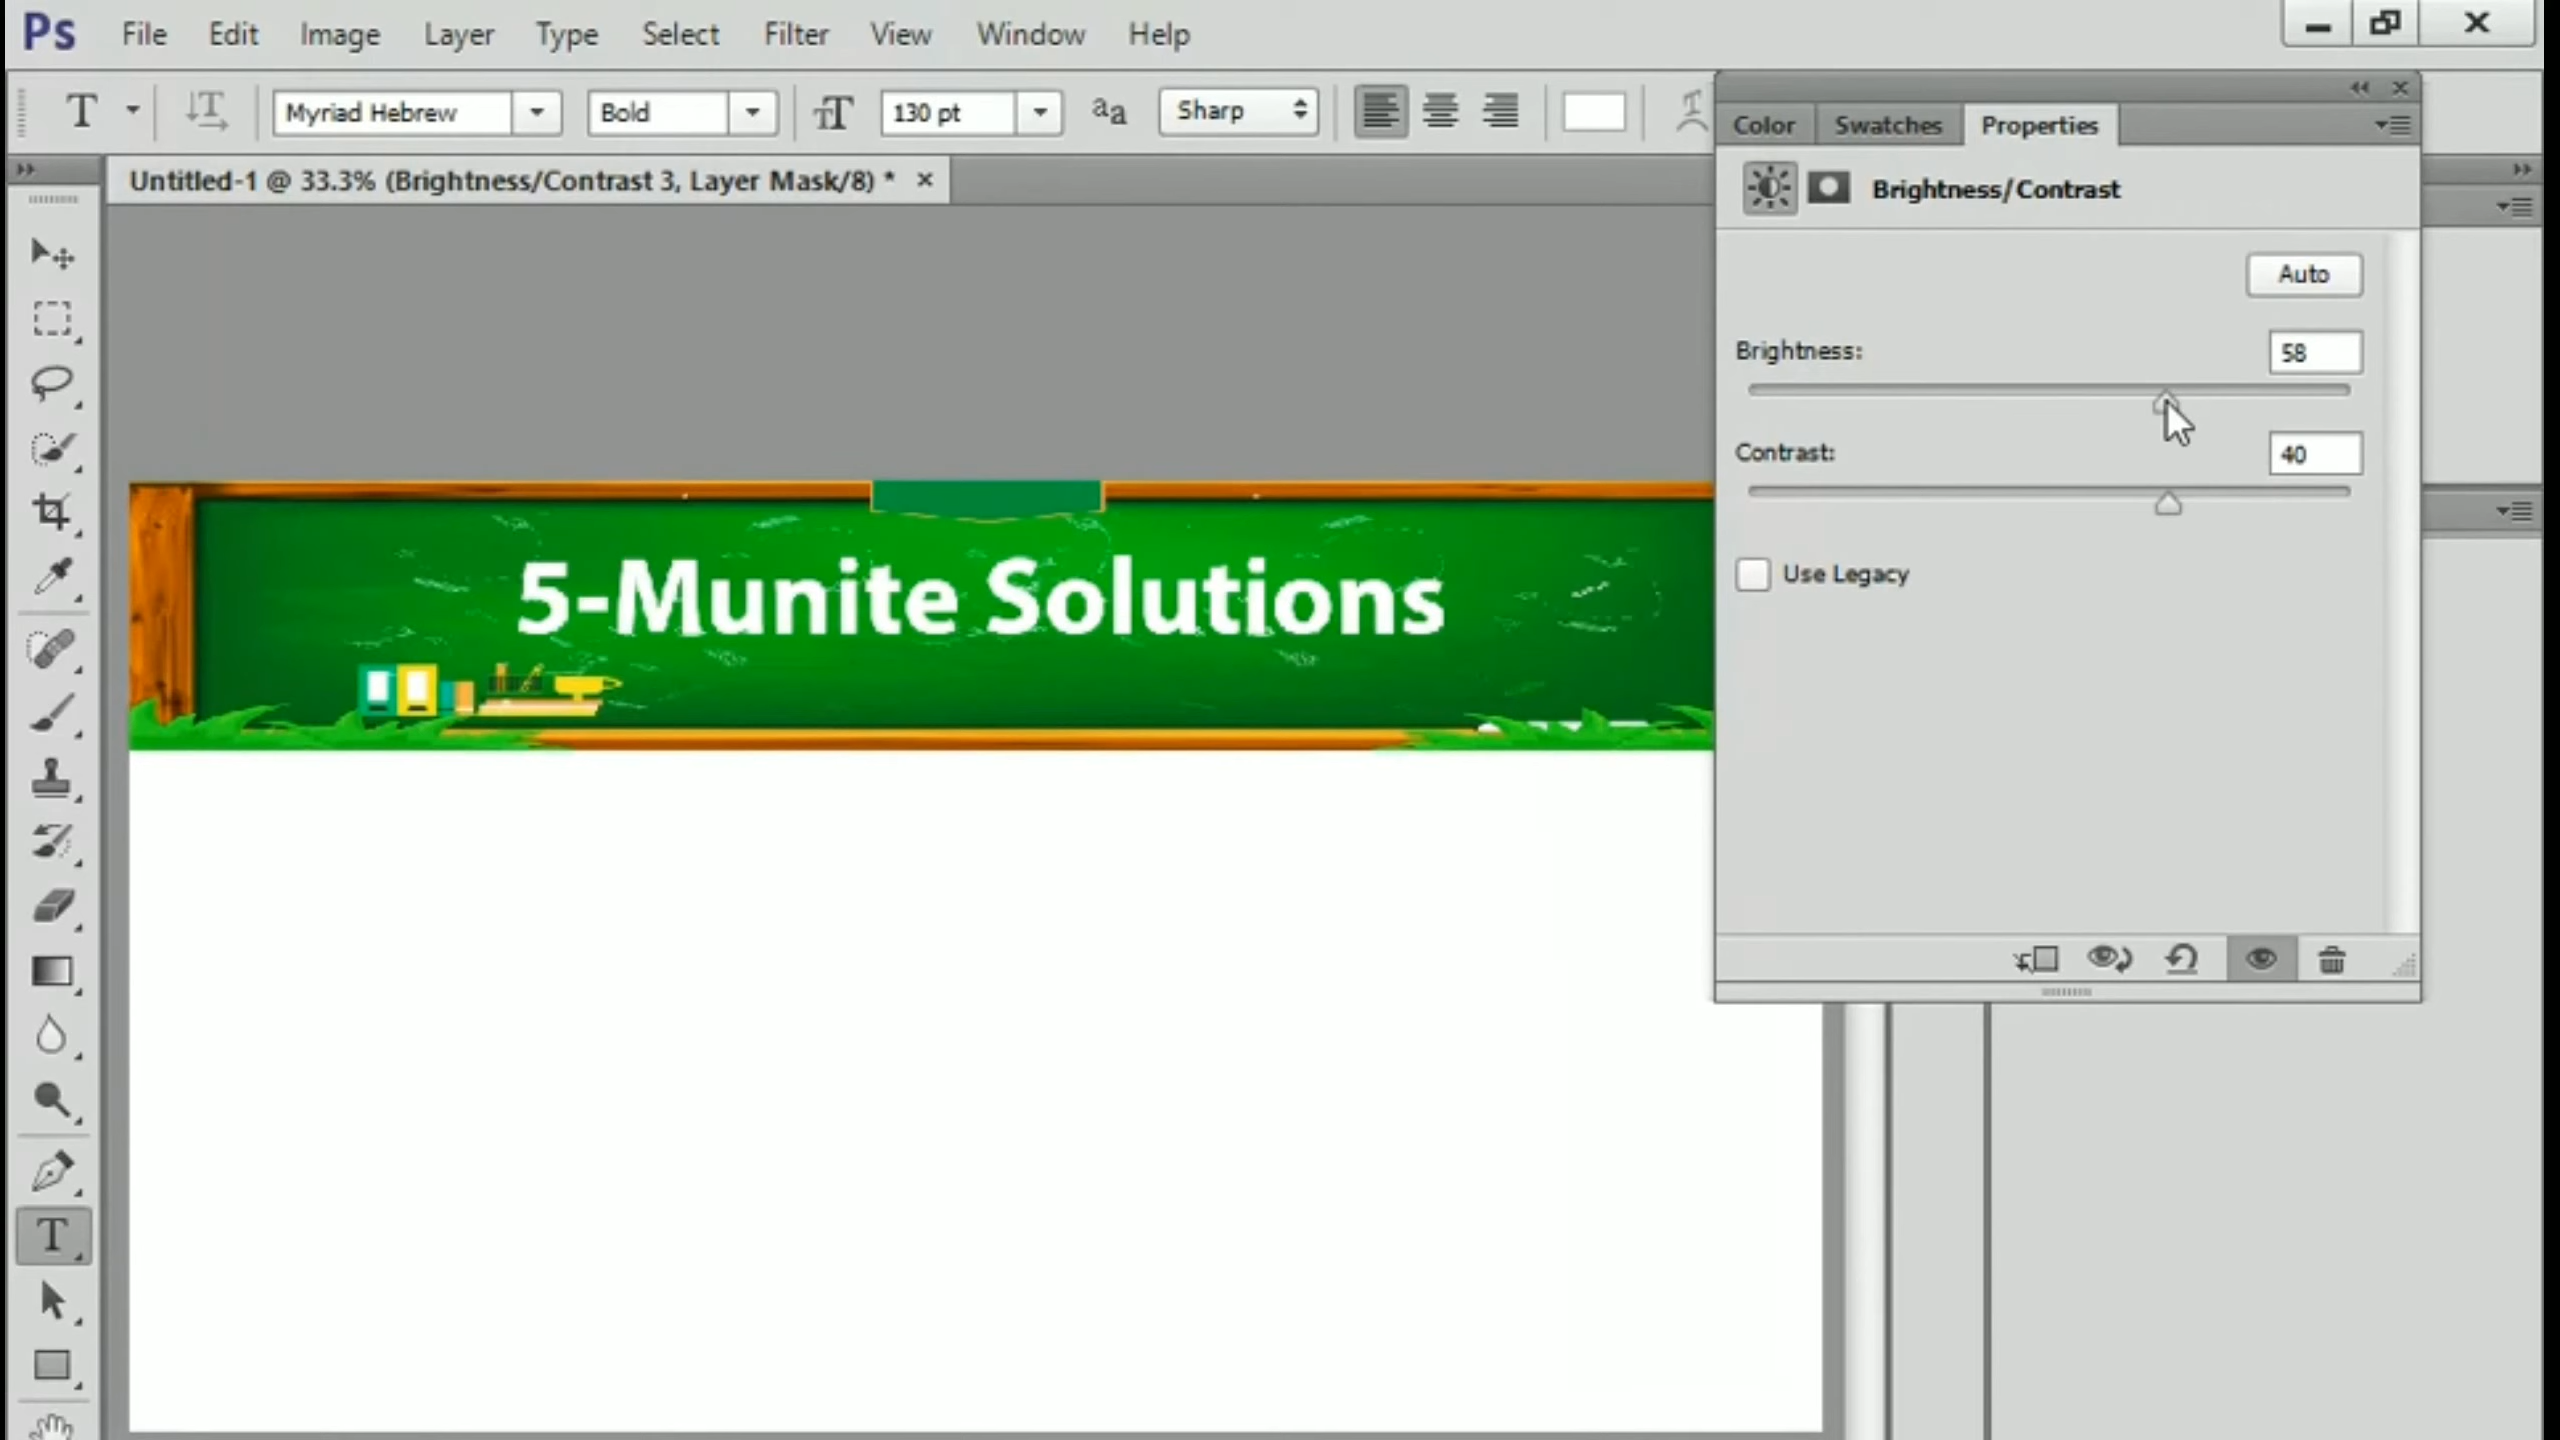 Ps File Edit Image Layer Type Select Filter View Window Help
T Myriad Hebrew Bold 130 pt aa Sharp
Color Swatches Properties
Untitled-1 @ 33.3% (Brightness/Contrast 3, Layer Mask/8) *
Brightness/Contrast
Auto
Brightness: 58
Contrast: 40
Use Legacy
5-Munite Solutions